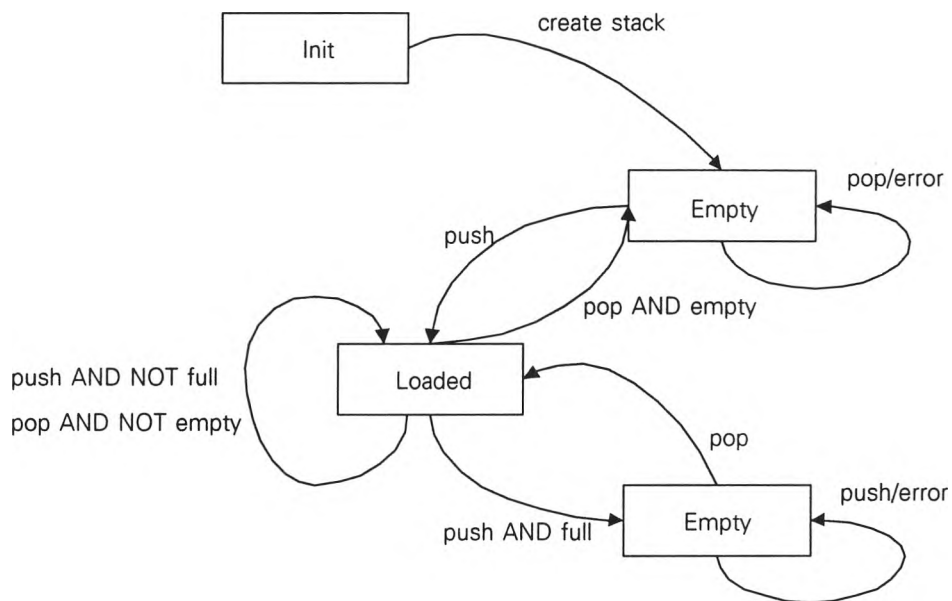 create stack
Init
pop/error
Empty
push
pop AND empty
push AND NOT full
Loaded
pop AND NOT empty
pop
push/error
Empty
push AND full